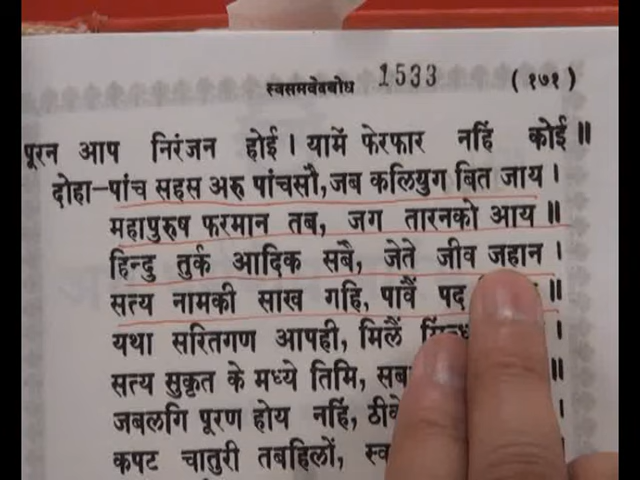 स्वसमवेदबोध 1533 (१७१)
पूरन आप निरंजन होई । यामें फेरफार नहिं कोई ॥
दोहा—पांच सहस अरु पांचसौ, जब कलियुग बित जाय ।
महापुरुष फरमान तब, जग तारनको आय ॥
हिन्दु तुर्क आदिक सबै, जेते जीव जहान ।
सत्य नामकी साख गहि, पावैं पद ॥
यथा सरितगण आपही, मिलैं ।
सत्य सुकृत के मध्ये तिमि, ॥
जबलगि पूरण होय नहिं, ।
कपट चातुरी तबहिलों,